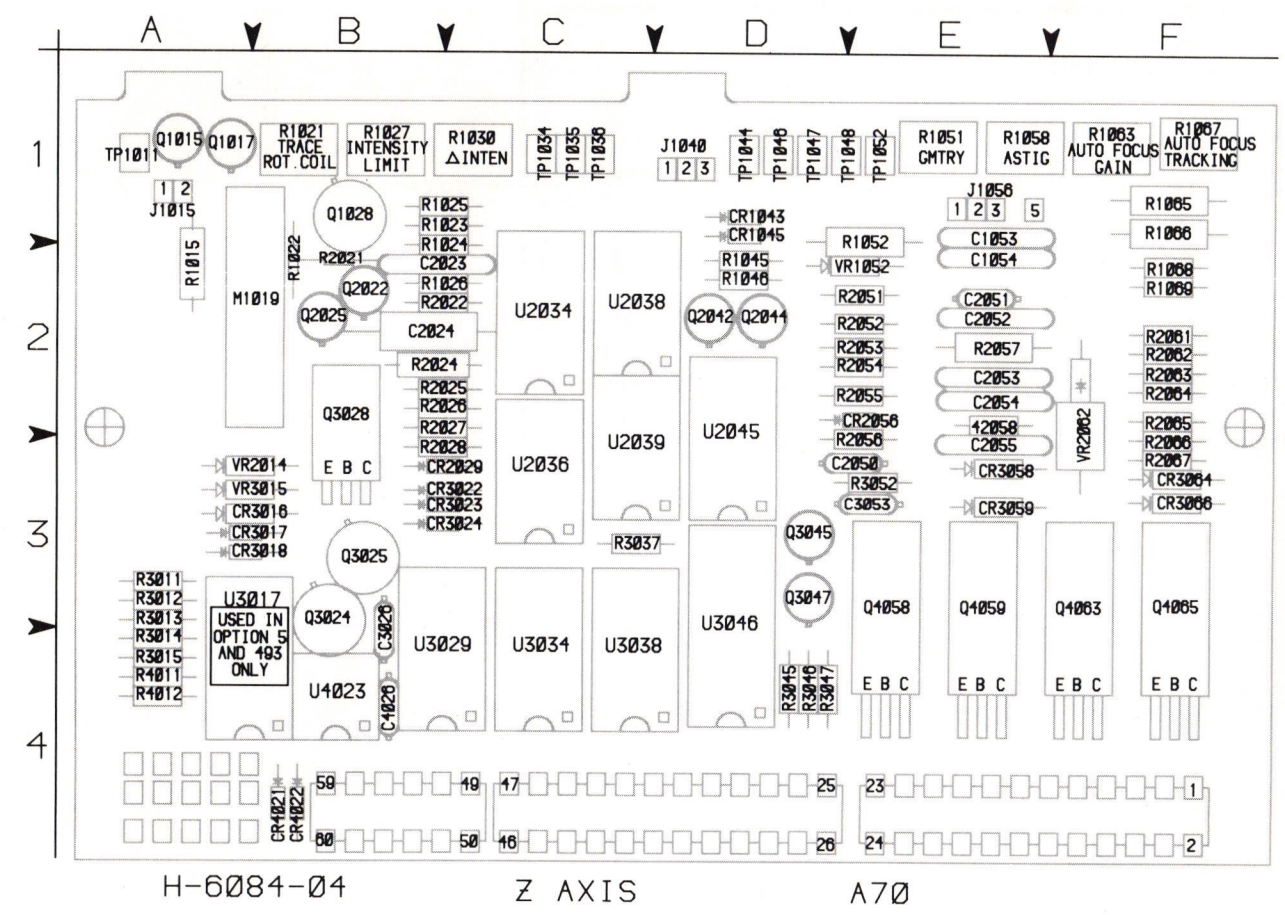 A B C D E F
1
2
3
4
TP1011
Q1015
Q1017
R1021
TRACE
ROT.COIL
R1027
INTENSITY
LIMIT
R1030
△INTEN
TP1034
TP1035
TP1036
J1040
1 2 3
TP1044
TP1046
TP1047
TP1048
TP1052
R1051
GMTRY
R1058
ASTIG
R1063
AUTO FOCUS
GAIN
R1067
AUTO FOCUS
TRACKING
1 2
J1015
Q1028
R1025
R1023
R1024
C2023
R1026
R2022
C2024
R2024
R2025
R2026
R2027
R2028
CR2029
CR3022
CR3023
CR3024
R1015
M1019
R1022
R2021
Q2022
Q2025
Q3028
E B C
U2034
U2038
U2036
U2039
CR1043
CR1045
R1045
R1046
Q2042
Q2044
U2045
J1056
1 2 3 5
R1052
VR1052
R2051
R2052
R2053
R2054
R2055
CR2056
R2056
C2050
R3052
C3053
C1053
C1054
C2051
C2052
R2057
C2053
C2054
42058
C2055
CR3058
CR3059
VR2062
R1065
R1066
R1068
R1069
R2061
R2062
R2063
R2064
R2065
R2066
R2067
CR3064
CR3066
VR2014
VR3015
CR3016
CR3017
CR3018
R3011
R3012
R3013
R3014
R3015
R4011
R4012
U3017
USED IN
OPTION 5
AND 493
ONLY
Q3025
Q3024
C3026
U4023
C4026
U3029
U3034
R3037
U3038
U3046
Q3045
Q3047
R3045
R3046
R3047
Q4058
E B C
Q4059
E B C
Q4063
E B C
Q4065
E B C
CR4021
CR4022
59 49 47 25 23 1
60 50 46 26 24 2
H-6084-04 Z AXIS A70